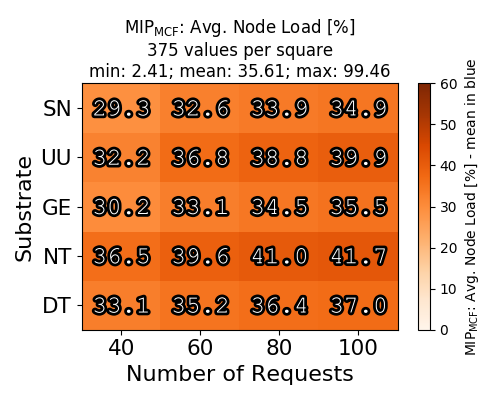 MIP_MCF: Avg. Node Load [%]
375 values per square
min: 2.41; mean: 35.61; max: 99.46
SN 29.3 32.6 33.9 34.9
UU 32.2 36.8 38.8 39.9
GE 30.2 33.1 34.5 35.5
NT 36.5 39.6 41.0 41.7
DT 33.1 35.2 36.4 37.0
40 60 80 100
Number of Requests
Substrate
60
50
40
30
20
10
0
MIP_MCF: Avg. Node Load [%] - mean in blue